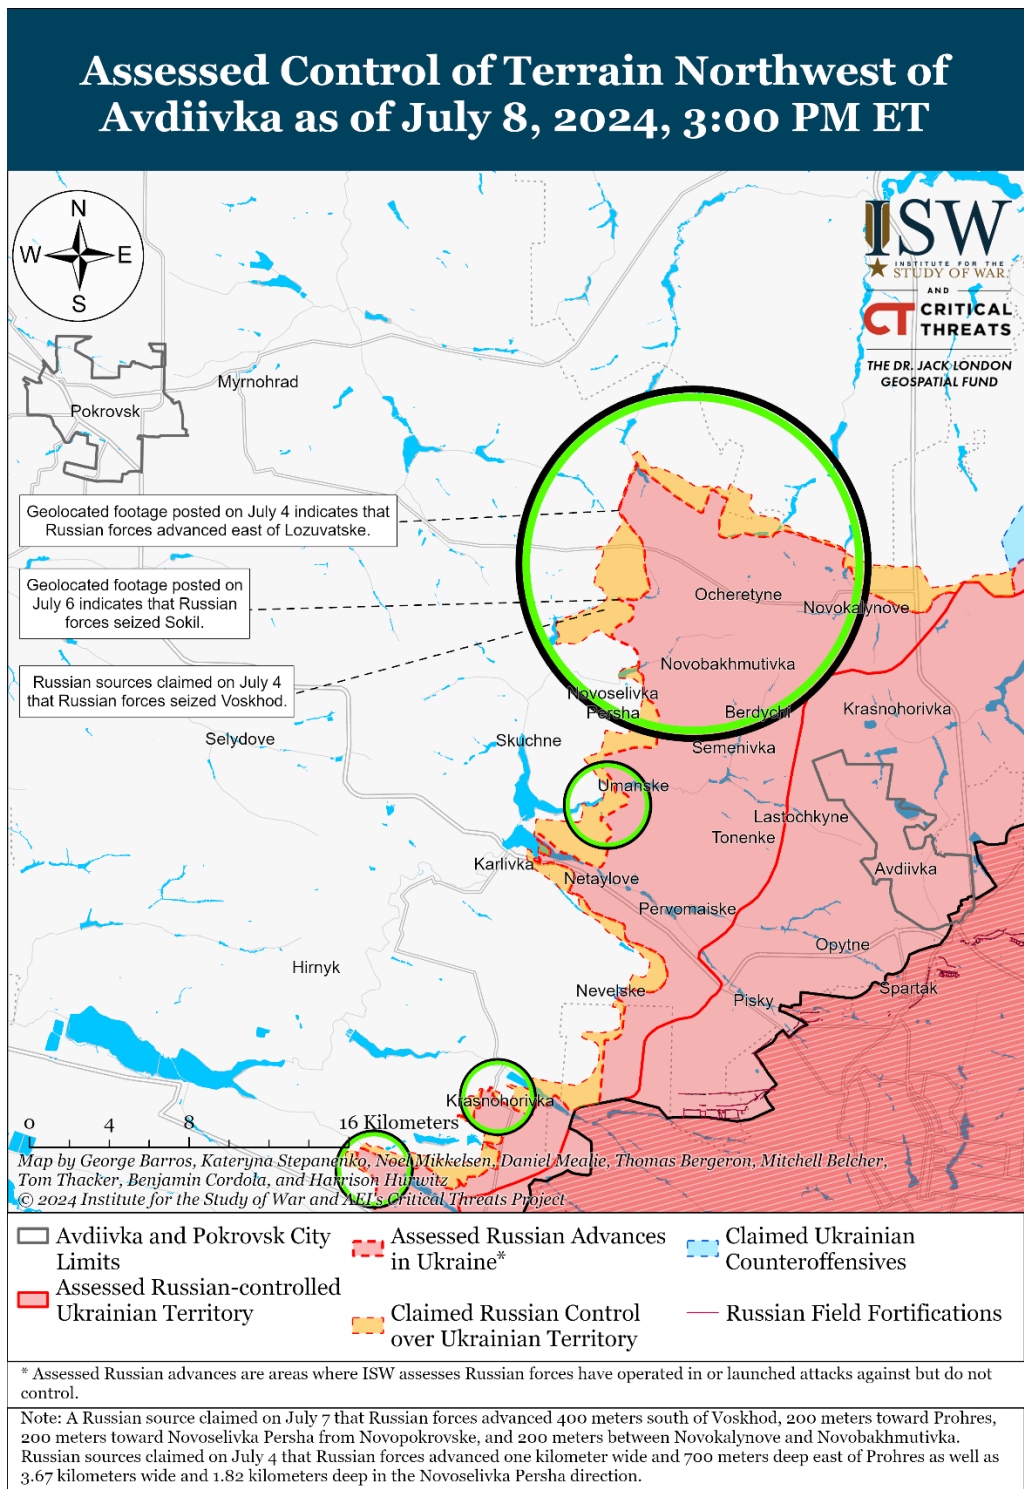 Assessed Control of Terrain Northwest of
Avdiivka as of July 8, 2024, 3:00 PM ET
N
W
E
S
ISW
INSTITUTE FOR THE
STUDY OF WAR
AND
CT CRITICAL
THREATS
THE DR. JACK LONDON
GEOSPATIAL FUND
Myrnohrad
Pokrovsk
Geolocated footage posted on July 4 indicates that
Russian forces advanced east of Lozuvatske.
Geolocated footage posted on
July 6 indicates that Russian
forces seized Sokil.
Ocheretyne
Novokalynove
Russian sources claimed on July 4
that Russian forces seized Voskhod.
Novobakhmutivka
Novoselivka
Persha
Berdychi
Krasnohorivka
Selydove
Skuchne
Semenivka
Umanske
Lastochkyne
Tonenke
Karlivka
Netaylove
Avdiivka
Pervomaiske
Opytne
Hirnyk
Nevelske
Pisky
Spartak
Krasnohorivka
0 4 8 16 Kilometers
Map by George Barros, Kateryna Stepanenko, Noel Mikkelsen, Daniel Mealie, Thomas Bergeron, Mitchell Belcher,
Tom Thacker, Benjamin Cordola, and Harrison Hurwitz
© 2024 Institute for the Study of War and AEI's Critical Threats Project
Avdiivka and Pokrovsk City
Limits
Assessed Russian-controlled
Ukrainian Territory
Assessed Russian Advances
in Ukraine*
Claimed Russian Control
over Ukrainian Territory
Claimed Ukrainian
Counteroffensives
Russian Field Fortifications
* Assessed Russian advances are areas where ISW assesses Russian forces have operated in or launched attacks against but do not
control.
Note: A Russian source claimed on July 7 that Russian forces advanced 400 meters south of Voskhod, 200 meters toward Prohres,
200 meters toward Novoselivka Persha from Novopokrovske, and 200 meters between Novokalynove and Novobakhmutivka.
Russian sources claimed on July 4 that Russian forces advanced one kilometer wide and 700 meters deep east of Prohres as well as
3.67 kilometers wide and 1.82 kilometers deep in the Novoselivka Persha direction.